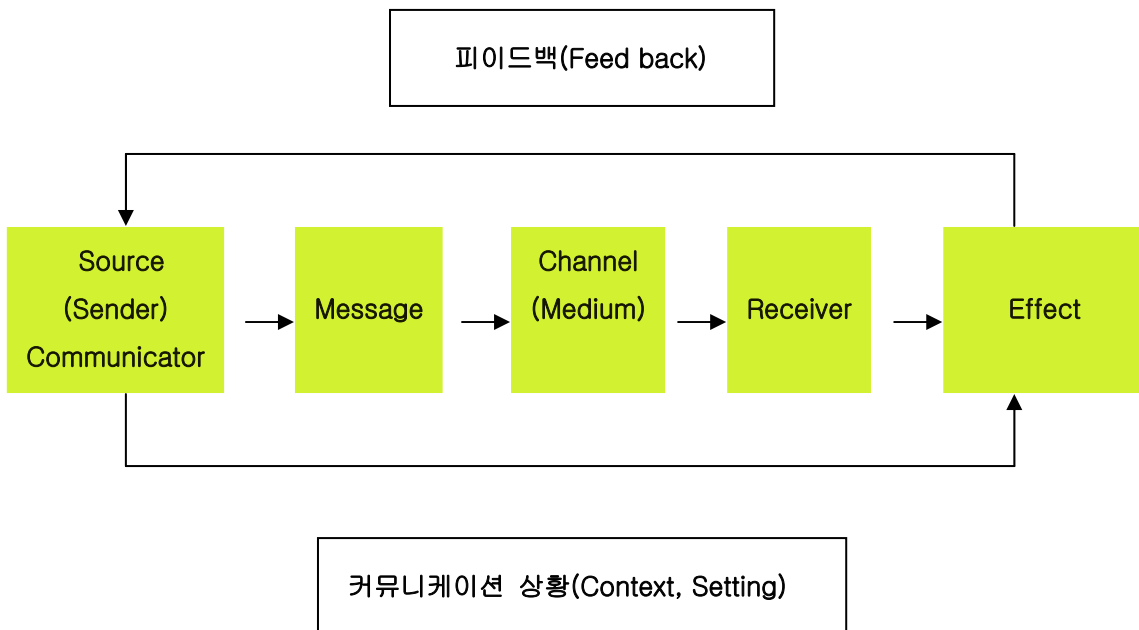 피이드백(Feed back)
Source
(Sender)
Communicator
Message
Channel
(Medium)
Receiver
Effect
커뮤니케이션 상황(Context, Setting)